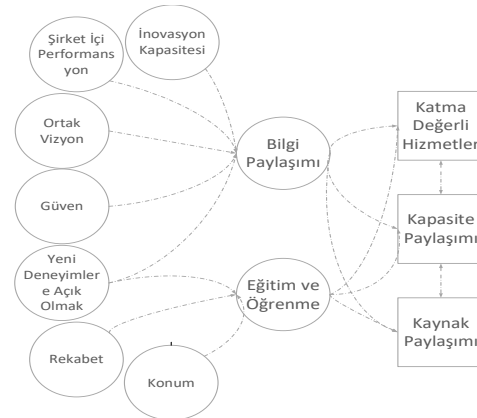 Şirket İçi
Performans
yon
İnovasyon
Kapasitesi
Ortak
Vizyon
Güven
Yeni
Deneyimler
e Açık
Olmak
Rekabet
Konum
Bilgi
Paylaşımı
Eğitim ve
Öğrenme
Katma
Değerli
Hizmetler
Kapasite
Paylaşımı
Kaynak
Paylaşımı